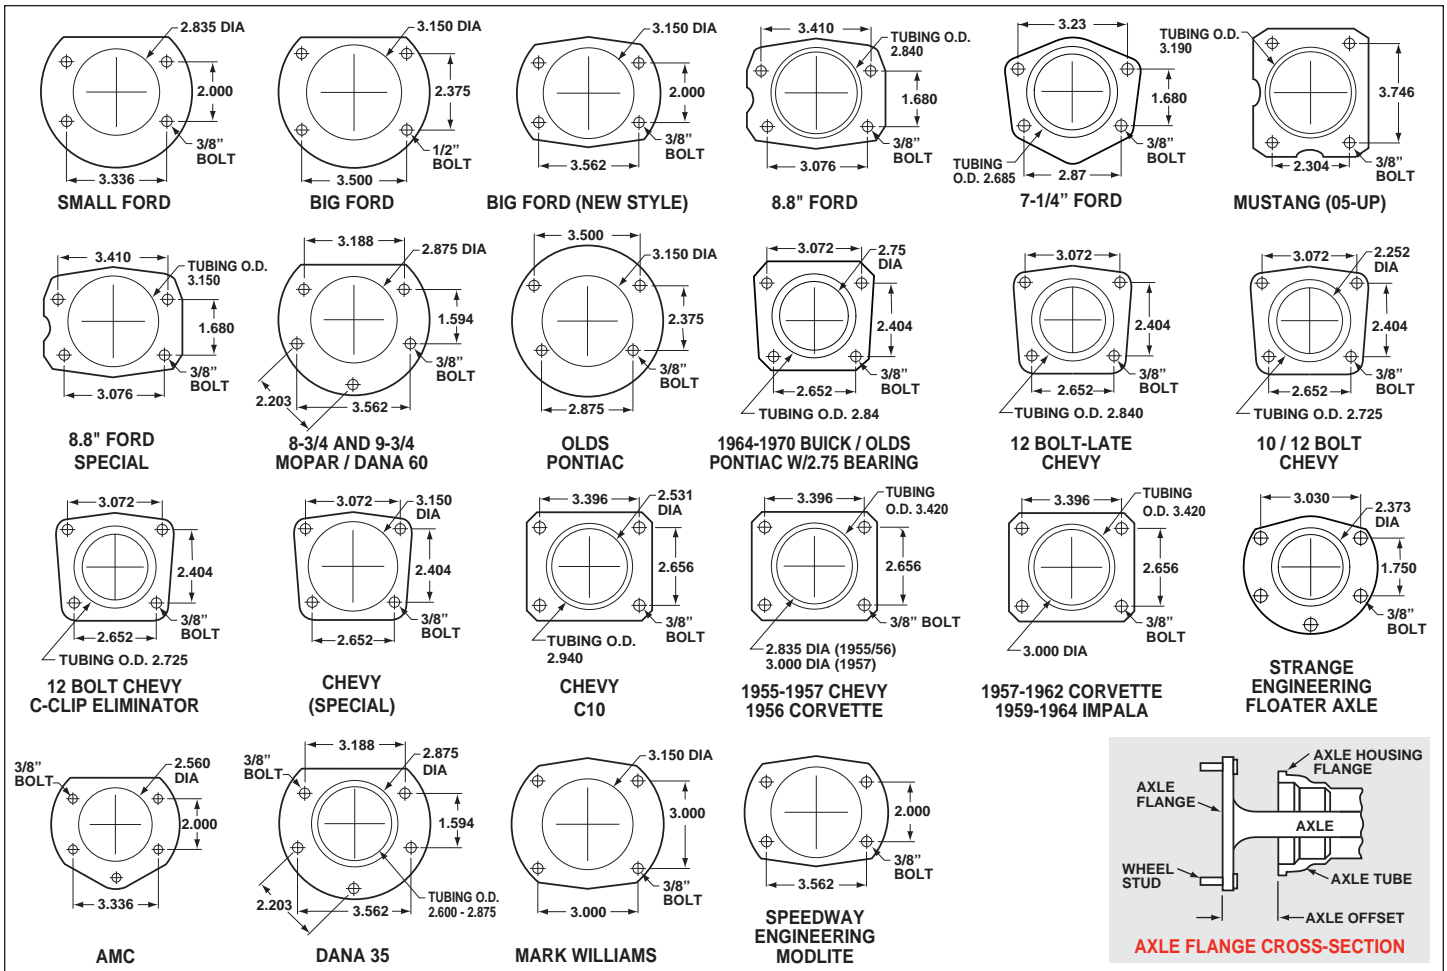 2.835 DIA
2.000
3/8”
BOLT
3.336
SMALL FORD
3.150 DIA
2.375
1/2”
BOLT
3.500
BIG FORD
3.150 DIA
2.000
3/8”
BOLT
3.562
BIG FORD (NEW STYLE)
3.410
TUBING O.D.
2.840
1.680
3/8”
BOLT
3.076
8.8" FORD
3.23
1.680
3/8”
BOLT
TUBING
O.D. 2.685
2.87
7-1/4” FORD
TUBING O.D.
3.190
3.746
3/8”
BOLT
2.304
MUSTANG (05-UP)
3.410
TUBING O.D.
3.150
1.680
3/8”
BOLT
3.076
8.8" FORD
SPECIAL
3.188
2.875 DIA
1.594
3/8”
BOLT
2.203
3.562
8-3/4 AND 9-3/4
MOPAR / DANA 60
3.500
3.150 DIA
2.375
3/8”
BOLT
2.875
OLDS
PONTIAC
3.072
2.75
DIA
2.404
3/8”
BOLT
2.652
TUBING O.D. 2.84
1964-1970 BUICK / OLDS
PONTIAC W/2.75 BEARING
3.072
2.404
3/8”
BOLT
2.652
TUBING O.D. 2.840
12 BOLT-LATE
CHEVY
3.072
2.252
DIA
2.404
3/8”
BOLT
2.652
TUBING O.D. 2.725
10 / 12 BOLT
CHEVY
3.072
2.404
3/8”
BOLT
2.652
TUBING O.D. 2.725
12 BOLT CHEVY
C-CLIP ELIMINATOR
3.072
3.150
DIA
2.404
3/8”
BOLT
2.652
CHEVY
(SPECIAL)
3.396
2.531
DIA
2.656
3/8”
BOLT
TUBING O.D.
2.940
CHEVY
C10
3.396
TUBING
O.D. 3.420
2.656
3/8” BOLT
2.835 DIA (1955/56)
3.000 DIA (1957)
1955-1957 CHEVY
1956 CORVETTE
3.396
TUBING
O.D. 3.420
2.656
3/8”
BOLT
3.000 DIA
1957-1962 CORVETTE
1959-1964 IMPALA
3.030
2.373
DIA
1.750
3/8”
BOLT
STRANGE
ENGINEERING
FLOATER AXLE
3/8”
BOLT
2.560
DIA
2.000
3.336
AMC
3.188
3/8”
BOLT
2.875
DIA
1.594
2.203
3.562
TUBING O.D.
2.600 - 2.875
DANA 35
3.150 DIA
3.000
3/8”
BOLT
3.000
MARK WILLIAMS
2.000
3/8”
BOLT
3.562
SPEEDWAY
ENGINEERING
MODLITE
AXLE HOUSING
FLANGE
AXLE
FLANGE
AXLE
WHEEL
STUD
AXLE TUBE
AXLE OFFSET
AXLE FLANGE CROSS-SECTION